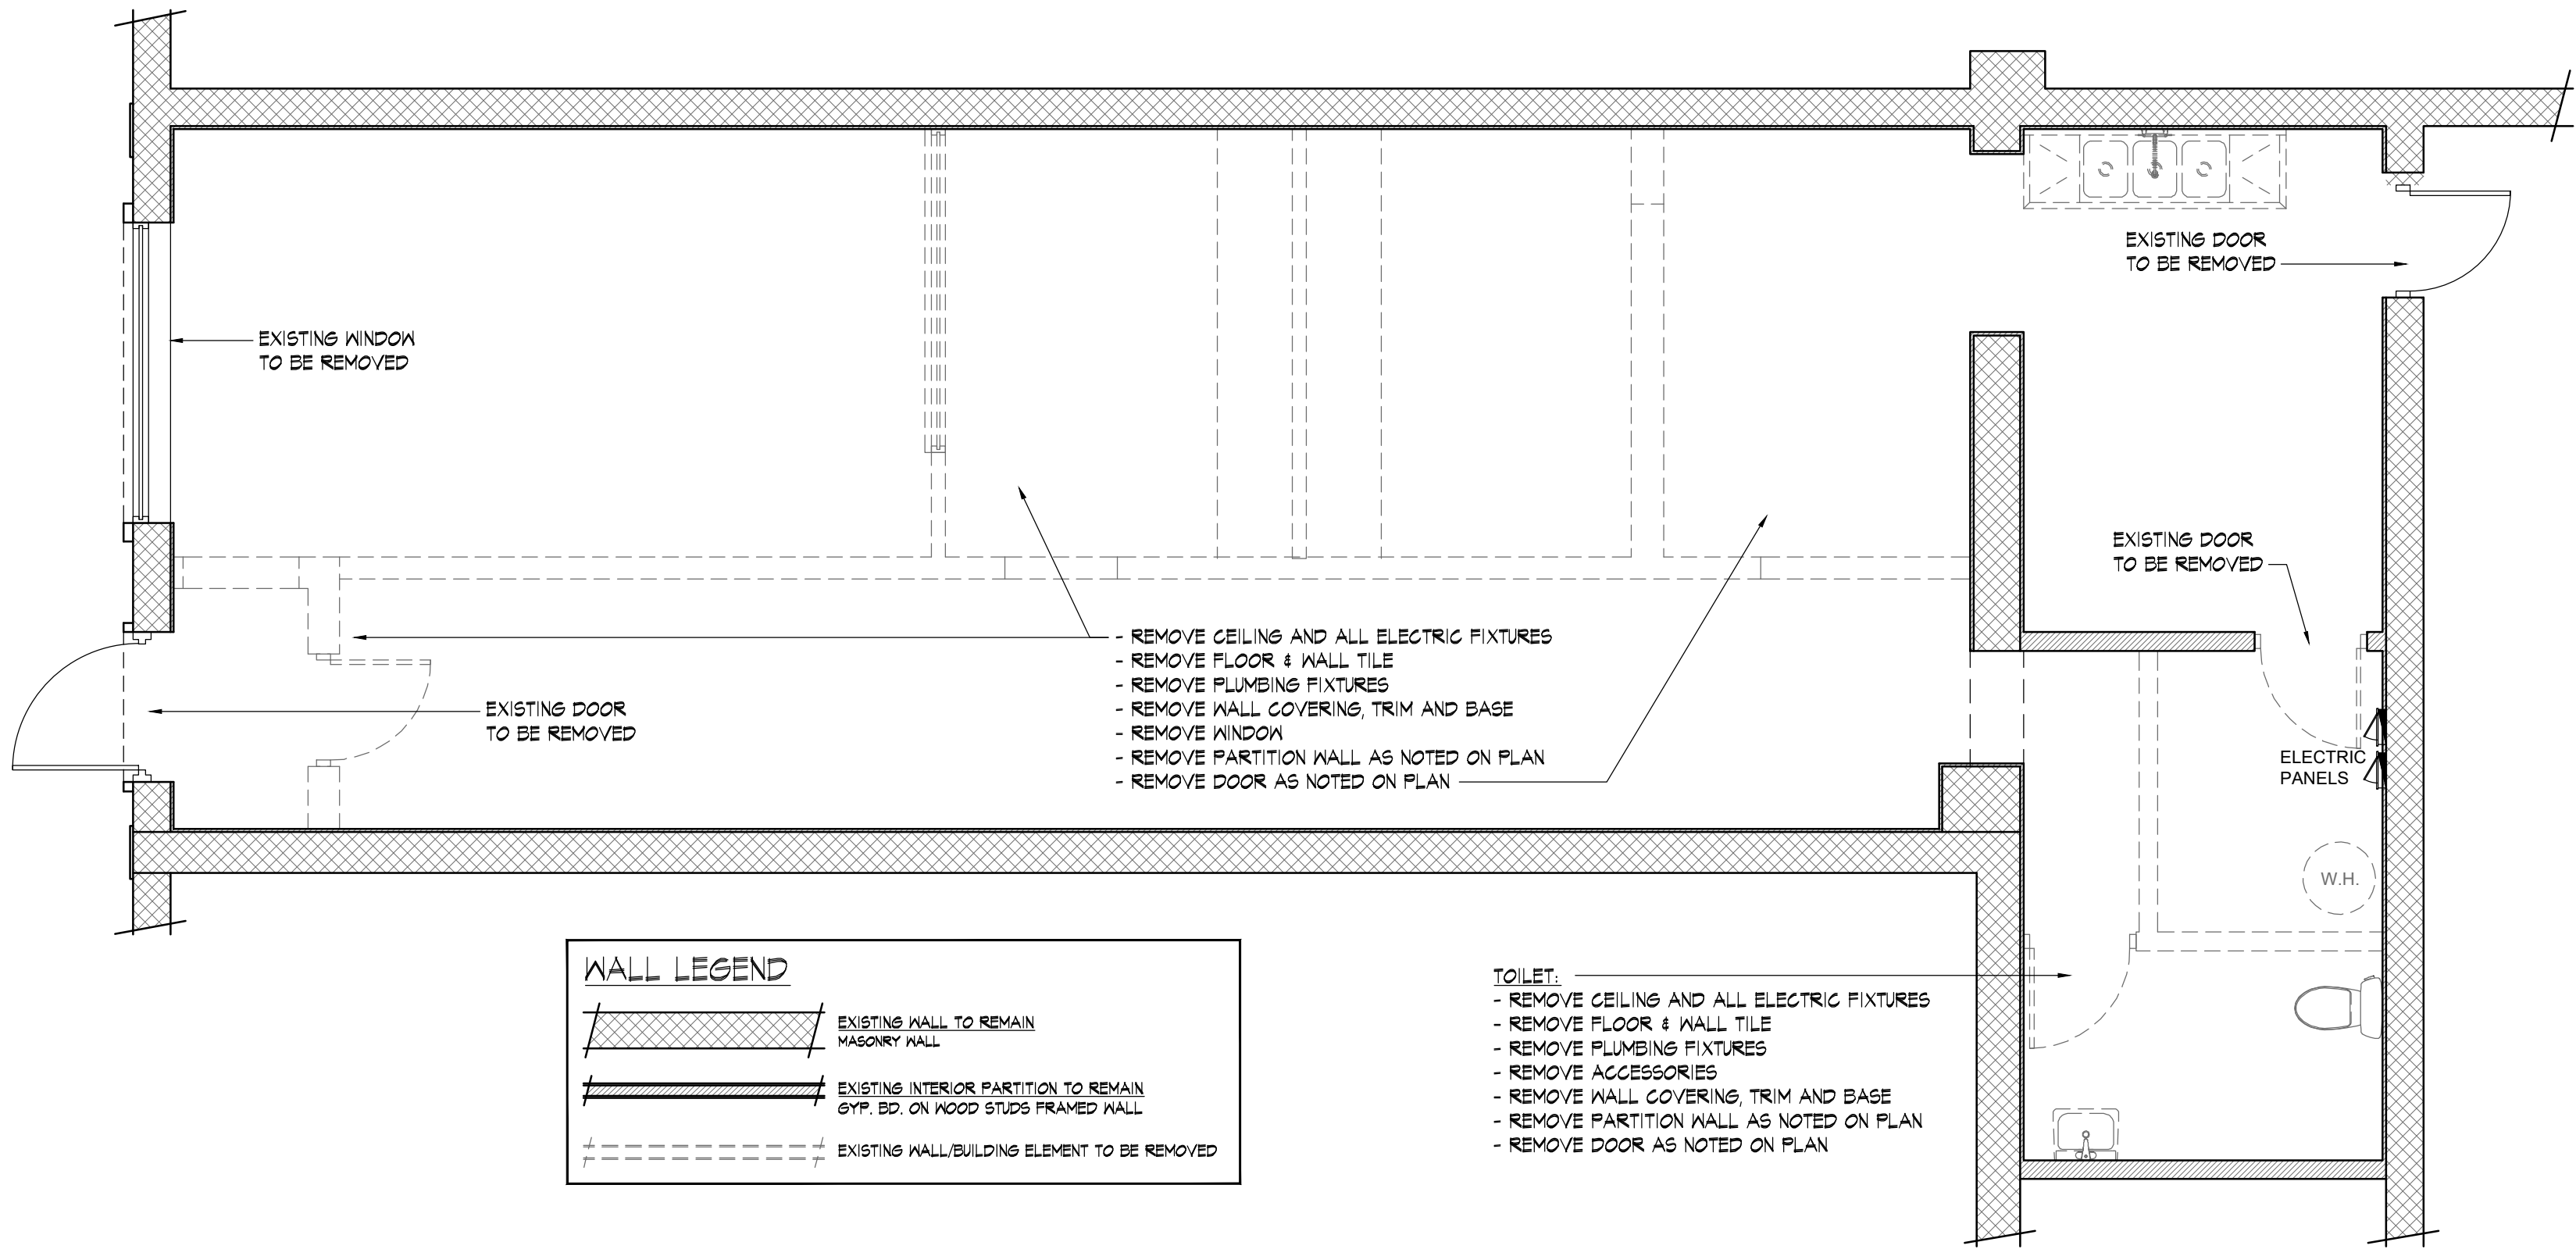 EXISTING DOOR
TO BE REMOVED
EXISTING WINDOW
TO BE REMOVED
EXISTING DOOR
TO BE REMOVED
- REMOVE CEILING AND ALL ELECTRIC FIXTURES
- REMOVE FLOOR & WALL TILE
- REMOVE PLUMBING FIXTURES
- REMOVE WALL COVERING, TRIM AND BASE
- REMOVE WINDOW
- REMOVE PARTITION WALL AS NOTED ON PLAN
- REMOVE DOOR AS NOTED ON PLAN
EXISTING DOOR
TO BE REMOVED
ELECTRIC
PANELS
W.H.
WALL LEGEND
EXISTING WALL TO REMAIN
MASONRY WALL
EXISTING INTERIOR PARTITION TO REMAIN
GYP. BD. ON WOOD STUDS FRAMED WALL
EXISTING WALL/BUILDING ELEMENT TO BE REMOVED
TOILET:
- REMOVE CEILING AND ALL ELECTRIC FIXTURES
- REMOVE FLOOR & WALL TILE
- REMOVE PLUMBING FIXTURES
- REMOVE ACCESSORIES
- REMOVE WALL COVERING, TRIM AND BASE
- REMOVE PARTITION WALL AS NOTED ON PLAN
- REMOVE DOOR AS NOTED ON PLAN